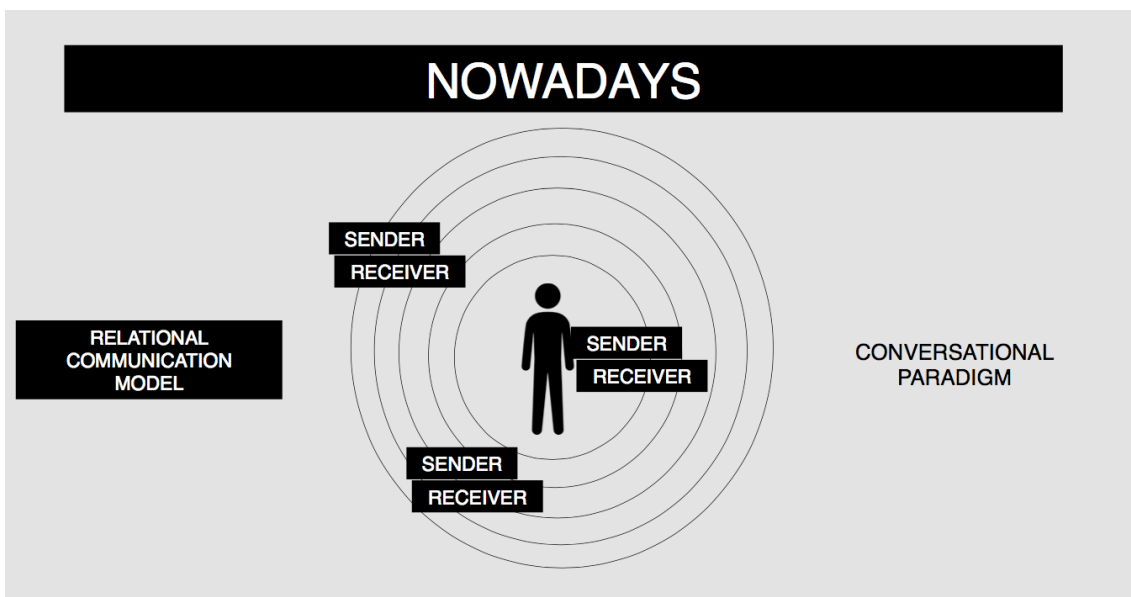 NOWADAYS
SENDER
RECEIVER
RELATIONAL
COMMUNICATION
MODEL
SENDER
RECEIVER
CONVERSATIONAL
PARADIGM
SENDER
RECEIVER